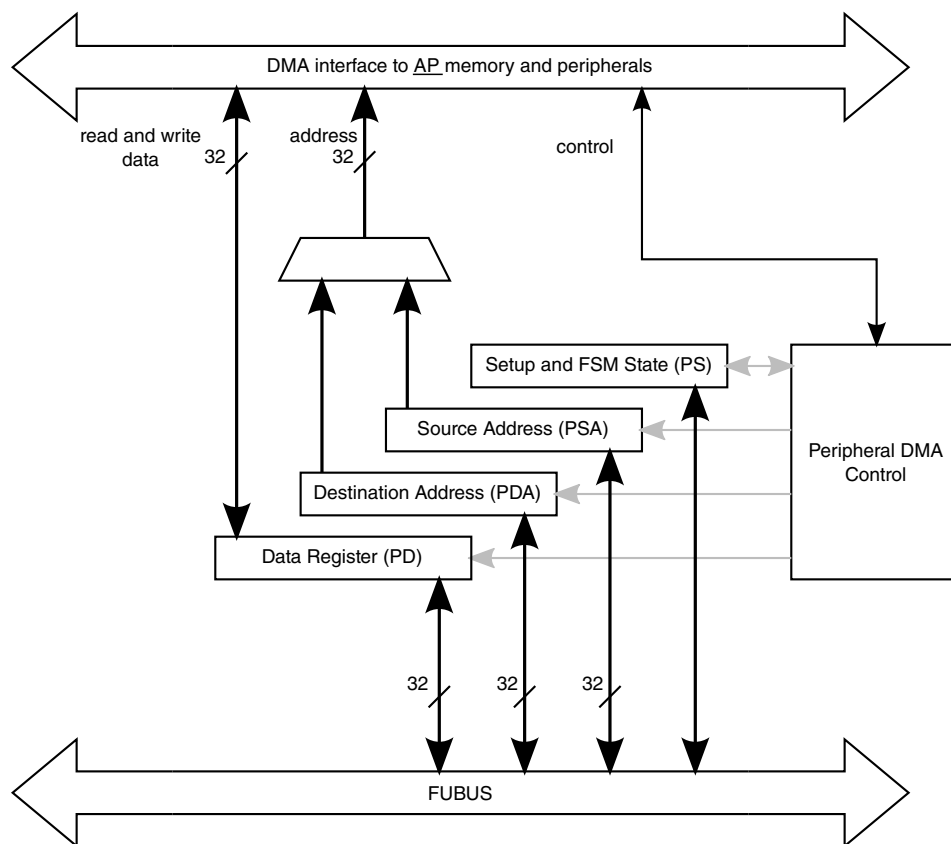 DMA interface to AP memory and peripherals
read and write
data
32
address
32
control
Setup and FSM State (PS)
Source Address (PSA)
Peripheral DMA
Control
Destination Address (PDA)
Data Register (PD)
32
32
32
FUBUS